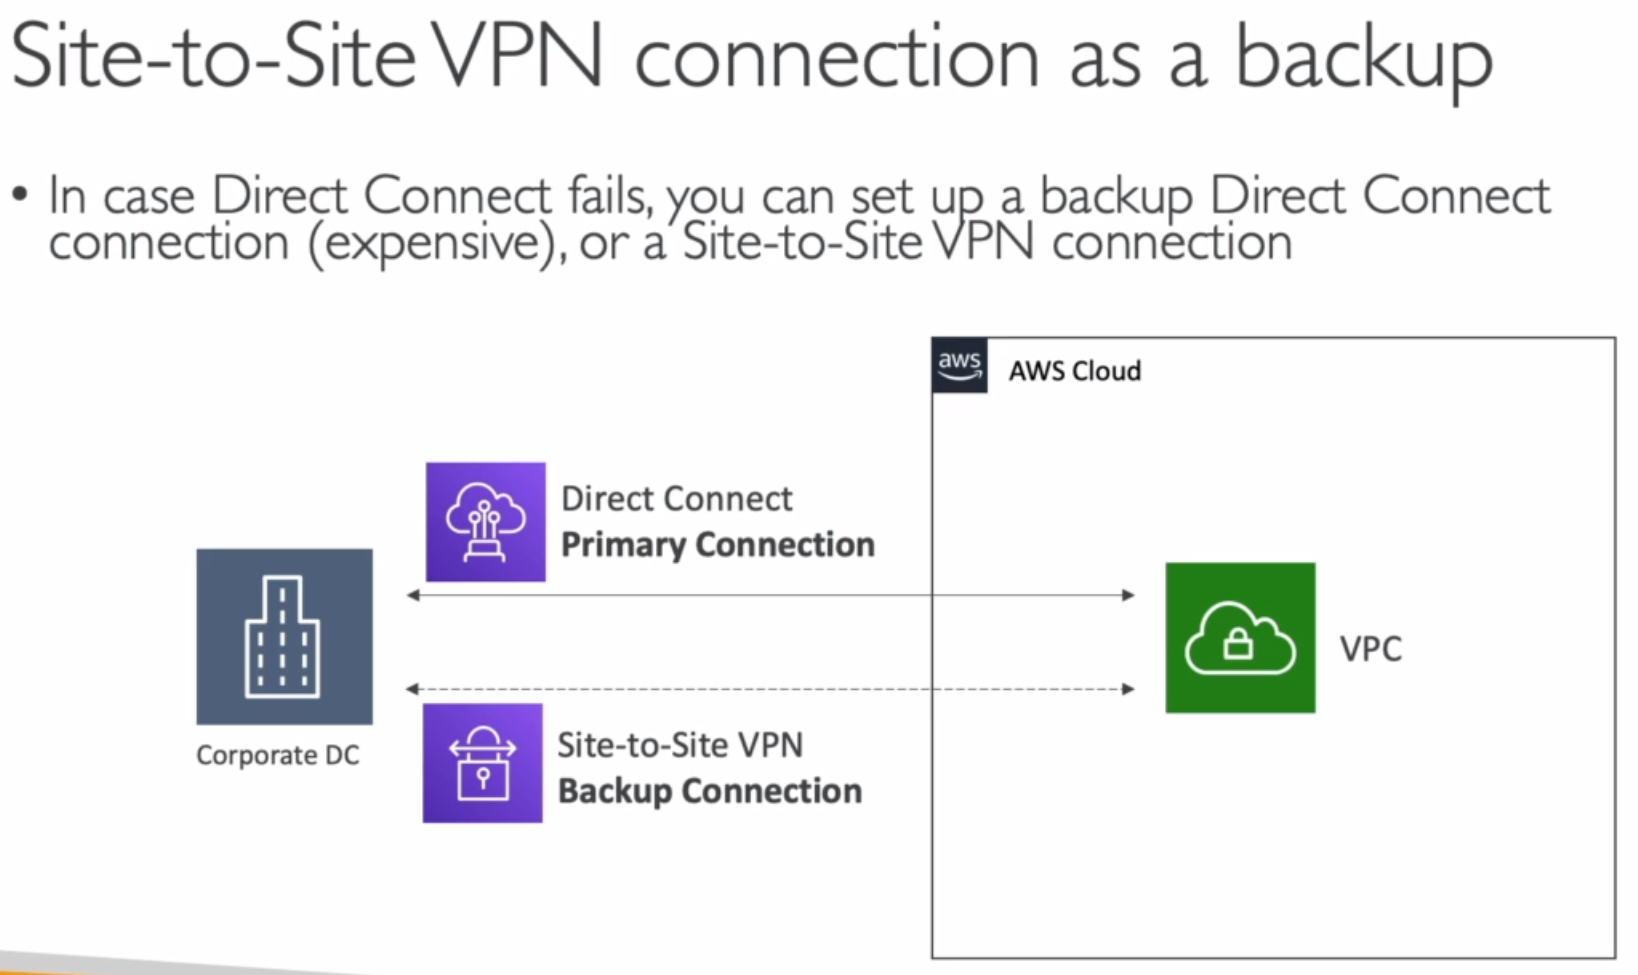 Site-to-Site VPN connection as a backup
• In case Direct Connect fails, you can set up a backup Direct Connect
connection (expensive), or a Site-to-Site VPN connection
aws
AWS Cloud
Direct Connect
Primary Connection
VPC
Corporate DC
Site-to-Site VPN
Backup Connection